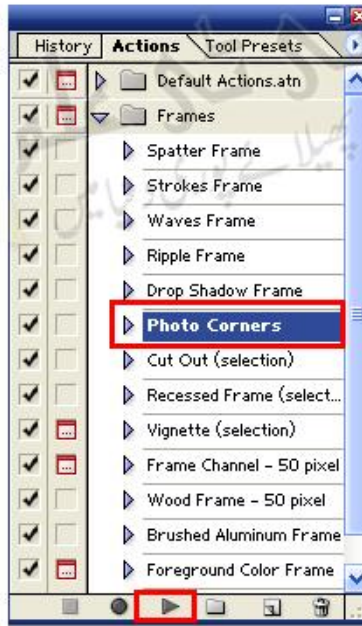 History Actions Tool Presets
Default Actions.atn
Frames
Spatter Frame
Strokes Frame
Waves Frame
Ripple Frame
Drop Shadow Frame
Photo Corners
Cut Out (selection)
Recessed Frame (select...
Vignette (selection)
Frame Channel - 50 pixel
Wood Frame - 50 pixel
Brushed Aluminum Frame
Foreground Color Frame